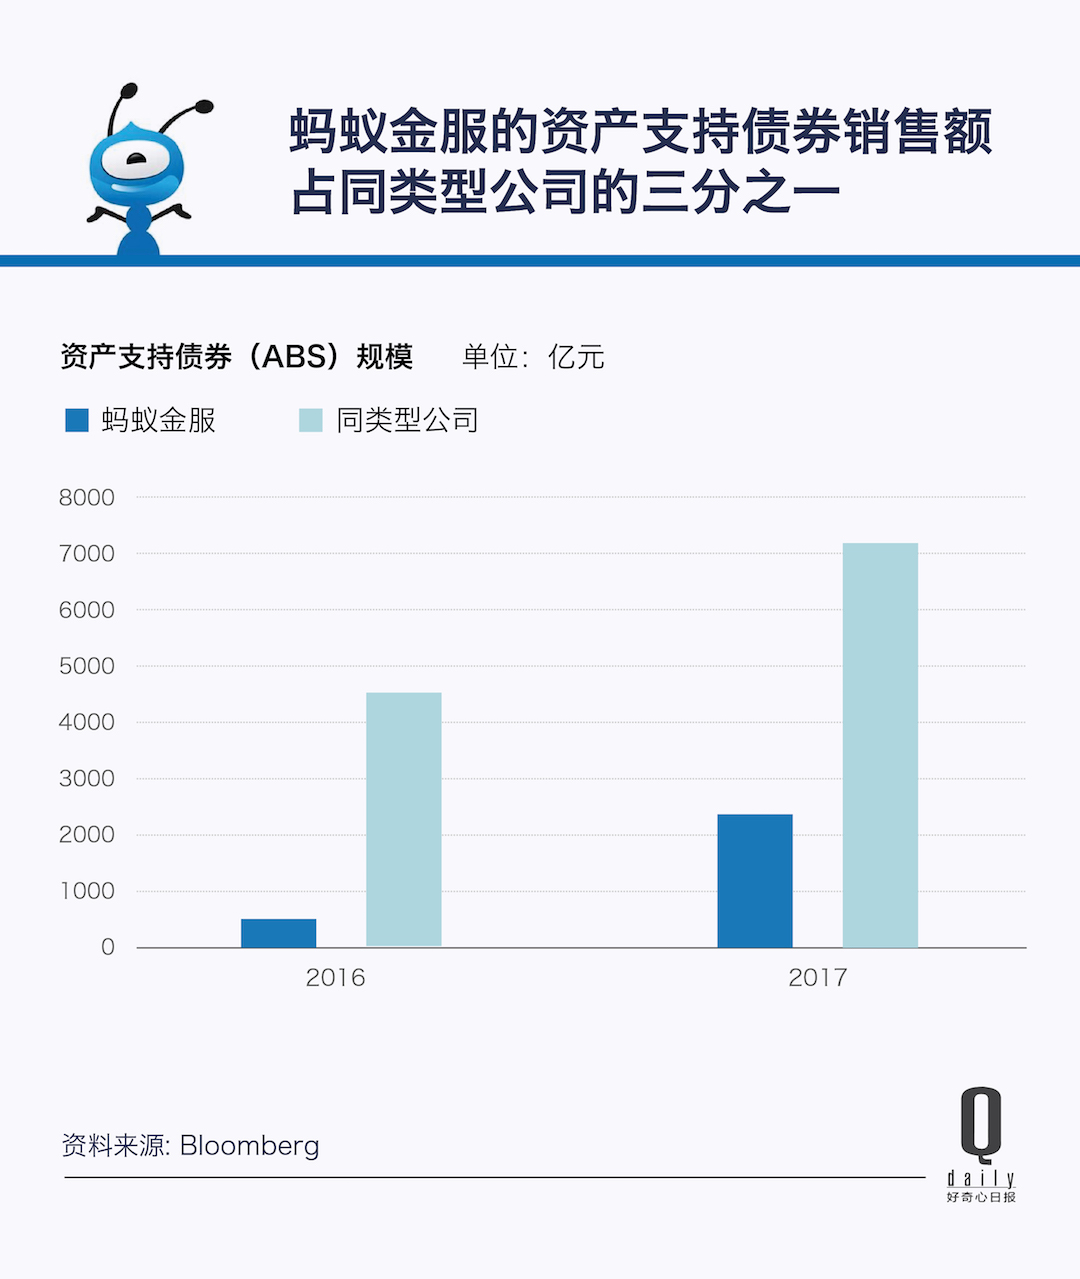 蚂蚁金服的资产支持债券销售额
占同类型公司的三分之一
资产支持债券（ABS）规模 单位：亿元
蚂蚁金服 同类型公司
8000
7000
6000
5000
4000
3000
2000
1000
0
2016 2017
资料来源: Bloomberg
Q
daily
好奇心日报